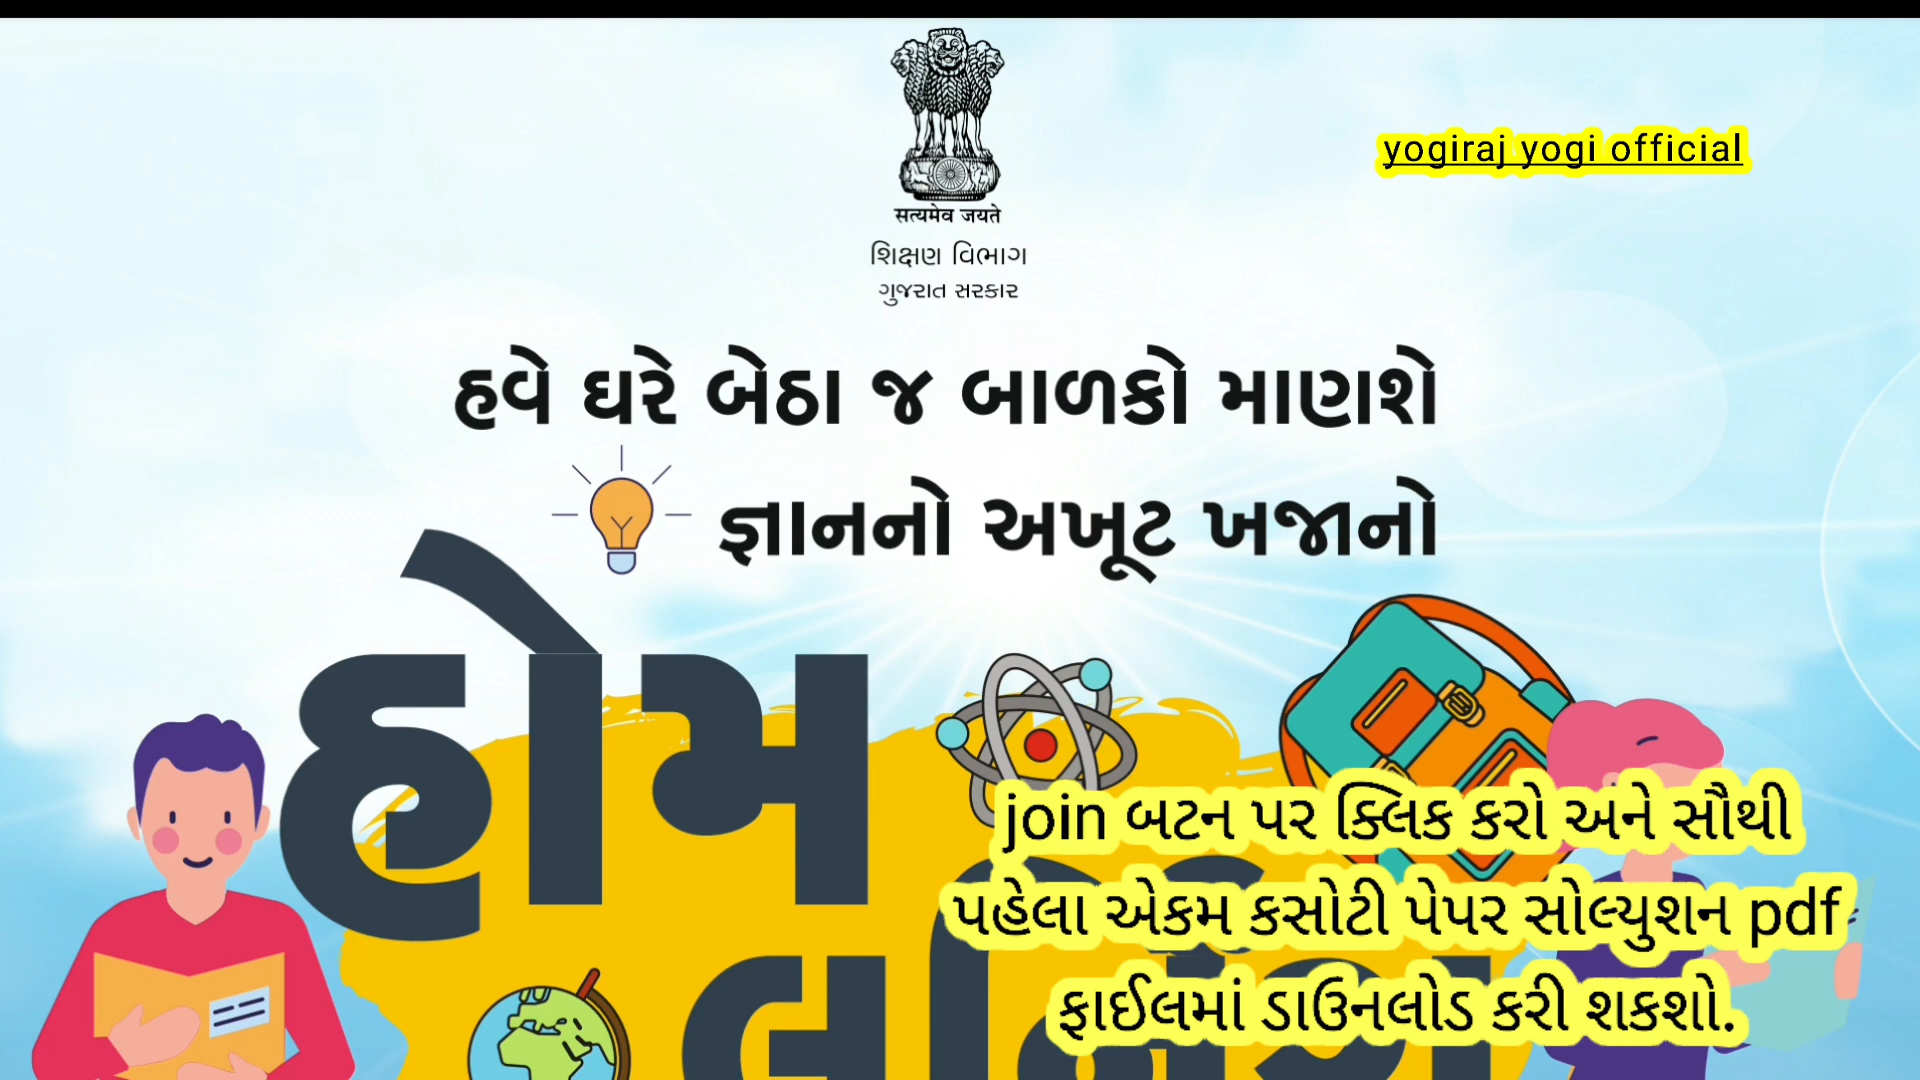 सत्यमेव जयते
શિક્ષણ વિભાગ
ગુજરાત સરકાર
yogiraj yogi official
હવે ઘરે બેઠા જ બાળકો માણશે
જ્ઞાનનો અખૂટ ખજાનો
હોમ
join બટન પર ક્લિક કરો અને સૌથી
પહેલા એકમ કસોટી પેપર સોલ્યુશન pdf
ફાઈલમાં ડાઉનલોડ કરી શકશો.